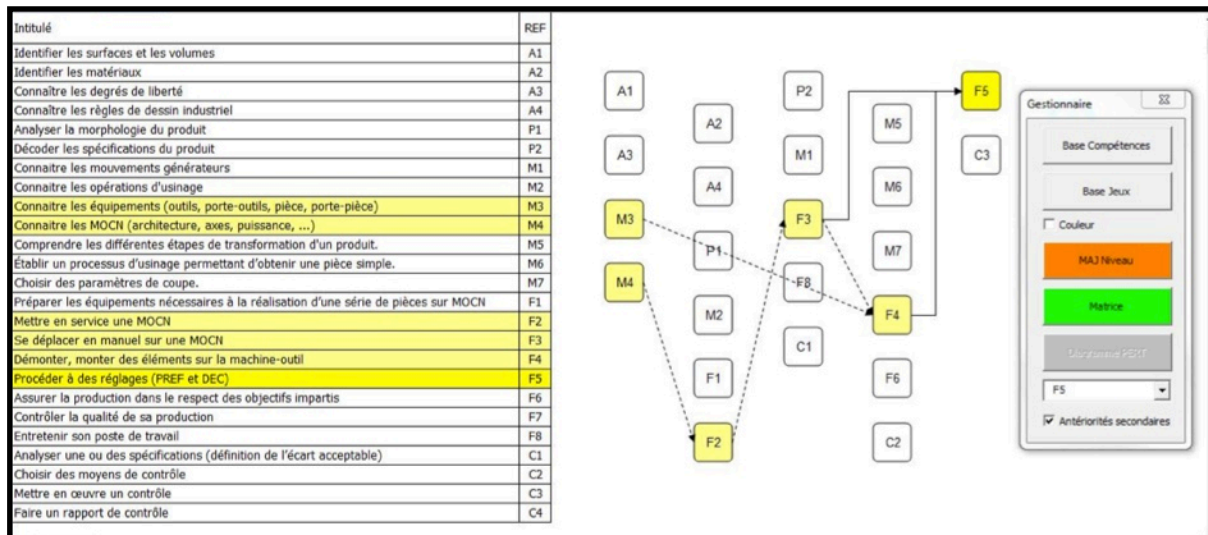 Intitulé REF
Identifier les surfaces et les volumes A1
Identifier les matériaux A2
Connaître les degrés de liberté A3
Connaître les règles de dessin industriel A4
Analyser la morphologie du produit P1
Décoder les spécifications du produit P2
Connaitre les mouvements générateurs M1
Connaitre les opérations d'usinage M2
Connaitre les équipements (outils, porte-outils, pièce, porte-pièce) M3
Connaitre les MOCN (architecture, axes, puissance, ...) M4
Comprendre les différentes étapes de transformation d'un produit. M5
Établir un processus d'usinage permettant d'obtenir une pièce simple. M6
Choisir des paramètres de coupe. M7
Préparer les équipements nécessaires à la réalisation d'une série de pièces sur MOCN F1
Mettre en service une MOCN F2
Se déplacer en manuel sur une MOCN F3
Démonter, monter des éléments sur la machine-outil F4
Procéder à des réglages (PREF et DEC) F5
Assurer la production dans le respect des objectifs impartis F6
Contrôler la qualité de sa production F7
Entretenir son poste de travail F8
Analyser une ou des spécifications (définition de l'écart acceptable) C1
Choisir des moyens de contrôle C2
Mettre en œuvre un contrôle C3
Faire un rapport de contrôle C4
A1 P2 F5
A2 M5
A3 M1 C3
A4 M6
M3 F3
P1 M7
M4 F8
M2 F4
C1
F1 F6
F2 C2
Gestionnaire
Base Compétences
Base Jeux
Couleur
MAJ Niveau
Matrice
Diagramme PERT
F5
Antériorités secondaires